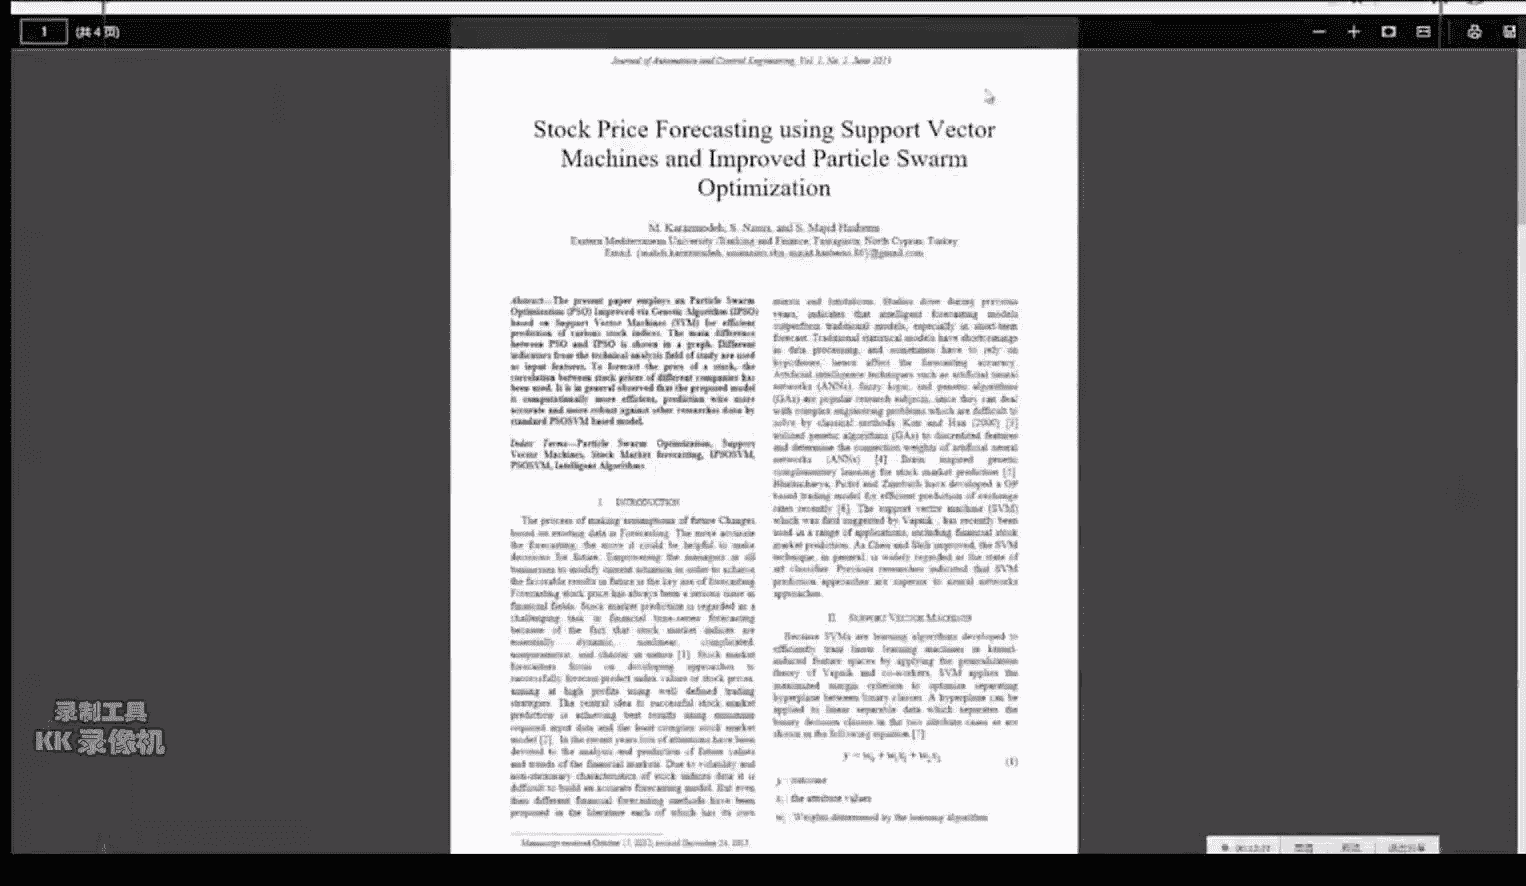 1 (共 4 页)
Journal of Automation and Control Engineering, Vol. 1, No. 2, June 2013
Stock Price Forecasting using Support Vector
Machines and Improved Particle Swarm
Optimization
M. Karazmodeh, S. Nasiri, and S. Majid Hashemi
Eastern Mediterranean University /Banking and Finance, Famagusta, North Cyprus, Turkey
Abstract—The present paper employs an Particle Swarm
Optimization (PSO) Improved via Genetic Algorithm (IPSO)
based on Support Vector Machines (SVM) for efficient
prediction of various stock indices. The main difference
between PSO and IPSO is shown in a graph. Different
indicators from the technical analysis field of study are used
as input features. To forecast the price of a stock, the
correlation between stock prices of different companies has
been used. It is in general observed that the proposed model
is computationally more efficient, prediction wise more
accurate and more robust against other researches done by
standard PSOSVM based model.
Index Terms—Particle Swarm Optimization, Support
Vector Machines, Stock Market forecasting, IPSOSVM,
PSOSVM, Intelligent Algorithms
I. INTRODUCTION
The process of making assumptions of future Changes
based on existing data is Forecasting. The more accurate
the forecasting, the more it could be helpful to make
decisions for future. Empowering the managers in all
businesses to modify current situation in order to achieve
the favorable results in future is the key use of forecasting.
Forecasting stock price has always been a serious issue in
financial fields. Stock market prediction is regarded as a
challenging task in financial time-series forecasting
because of the fact that stock market indices are
essentially dynamic, nonlinear, complicated,
nonparametric, and chaotic in nature [1]. Stock market
forecasters focus on developing approaches to
successfully forecast/predict index values or stock prices,
aiming at high profits using well defined trading
strategies. The central idea to successful stock market
prediction is achieving best results using minimum
required input data and the least complex stock market
model [2]. In the recent years lots of attentions have been
devoted to the analysis and prediction of future values
and trends of the financial markets. Due to volatility and
non-stationary characteristics of stock indices data it is
difficult to build an accurate forecasting model. But even
then different financial forecasting methods have been
proposed in the literature each of which has its own
Manuscript received October 17, 2012; revised December 24, 2012.
merits and limitations. Studies done during previous
years, indicates that intelligent forecasting models
outperform traditional models, especially in short-term
forecast. Traditional statistical models have shortcomings
in data processing, and sometimes have to rely on
hypotheses, hence affect the forecasting accuracy.
Artificial intelligence techniques such as artificial neural
networks (ANNs), fuzzy logic, and genetic algorithms
(GAs) are popular research subjects, since they can deal
with complex engineering problems which are difficult to
solve by classical methods. Kim and Han (2000) [3]
utilized genetic algorithms (GAs) to discretized features
and determine the connection weights of artificial neural
networks (ANNs) [4]. Brain inspired genetic
complimentary learning for stock market prediction [5].
Bhattacharya, Pictet and Zumbach have developed a GP
based trading model for efficient prediction of exchange
rates recently [6]. The support vector machine (SVM)
which was first suggested by Vapnik, has recently been
used in a range of applications, including financial stock
market prediction. As Chen and Shih improved, the SVM
technique, in general, is widely regarded as the state of
art classifier. Previous researches indicated that SVM
prediction approaches are superior to neural networks
approaches.
II. SUPPORT VECTOR MACHINES
Because SVMs are learning algorithms developed to
efficiently train linear learning machines in kernel-
induced feature spaces by applying the generalization
theory of Vapnik and co-workers, SVM applies the
maximized margin criterion to optimize separating
hyperplane between binary classes. A hyperplane can be
applied to linear separable data which separates the
binary decision classes in the two attribute cases as are
shown in the following equation [7]:
(1)
y : outcome
: the attribute values
: Weights determined by the learning algorithm
录制工具
KK 录像机